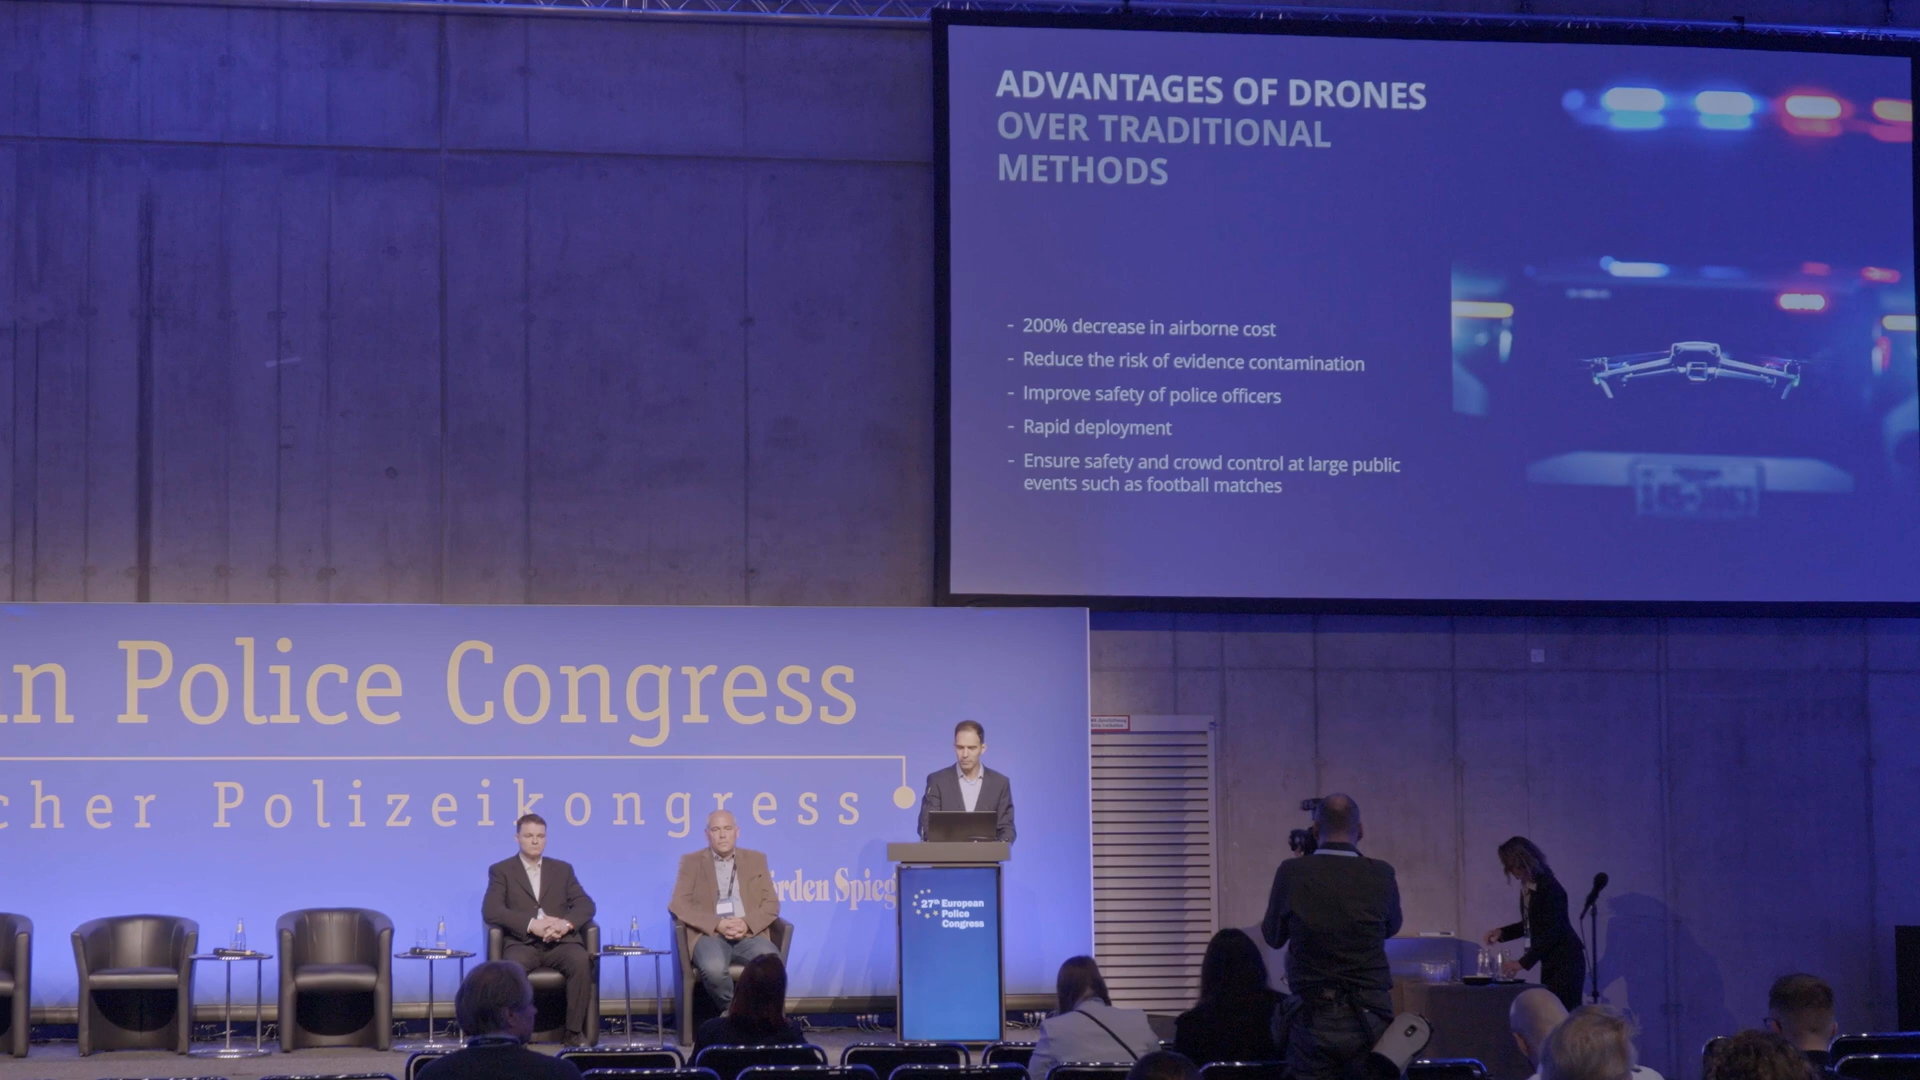 ADVANTAGES OF DRONES
OVER TRADITIONAL
METHODS
- 200% decrease in airborne cost
- Reduce the risk of evidence contamination
- Improve safety of police officers
- Rapid deployment
- Ensure safety and crowd control at large public
events such as football matches
n Police Congress
cher Polizeikongress
rden Spieg
27th European
Police
Congress